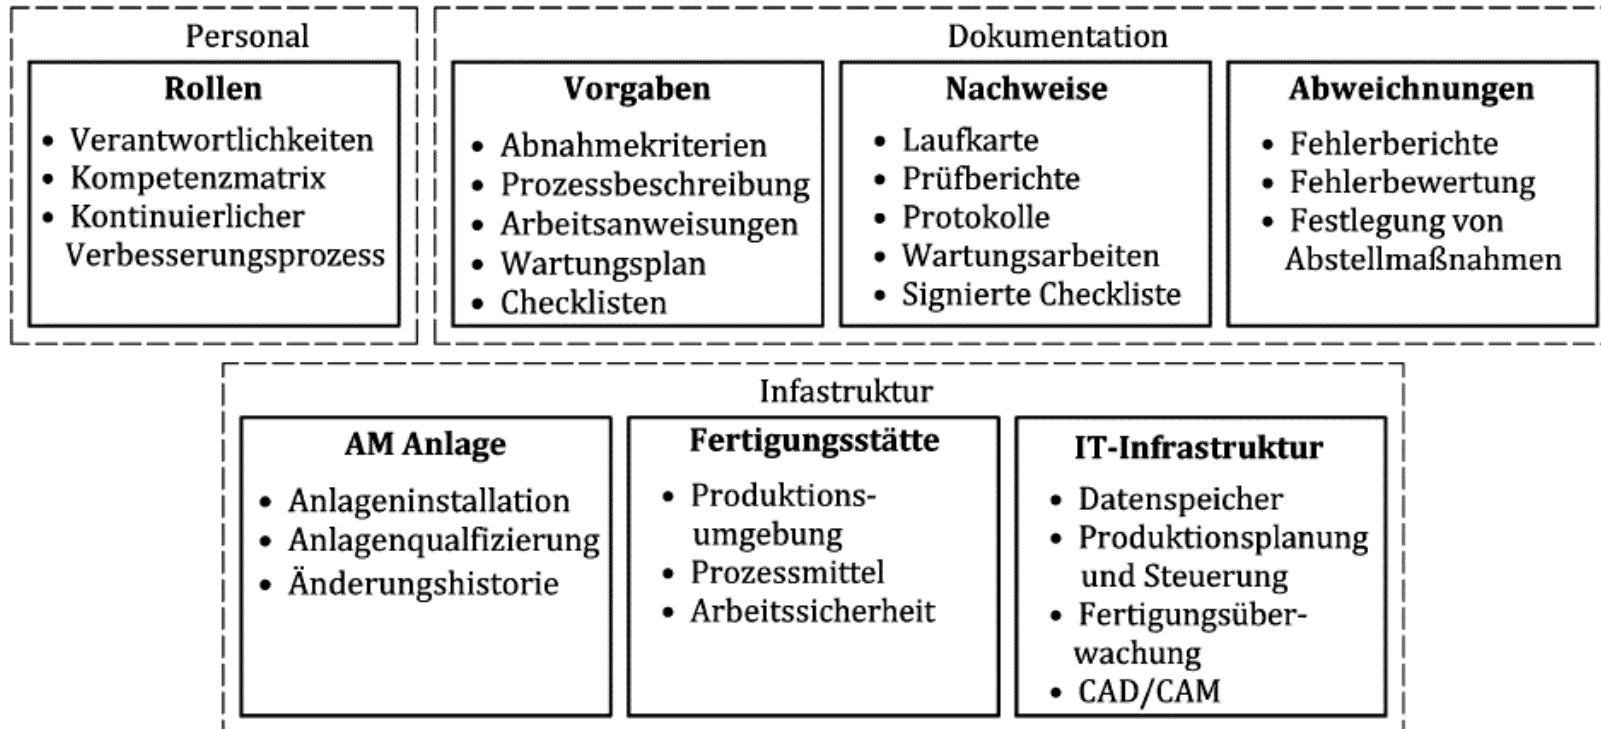 Personal
Rollen
• Verantwortlichkeiten
• Kompetenzmatrix
• Kontinuierlicher
Verbesserungsprozess
Dokumentation
Vorgaben
• Abnahmekriterien
• Prozessbeschreibung
• Arbeitsanweisungen
• Wartungsplan
• Checklisten
Nachweise
• Laufkarte
• Prüfberichte
• Protokolle
• Wartungsarbeiten
• Signierte Checkliste
Abweichnungen
• Fehlerberichte
• Fehlerbewertung
• Festlegung von
Abstellmaßnahmen
Infastruktur
AM Anlage
• Anlageninstallation
• Anlagenqualfizierung
• Änderungshistorie
Fertigungsstätte
• Produktions-
umgebung
• Prozessmittel
• Arbeitssicherheit
IT-Infrastruktur
• Datenspeicher
• Produktionsplanung
und Steuerung
• Fertigungsüber-
wachung
• CAD/CAM